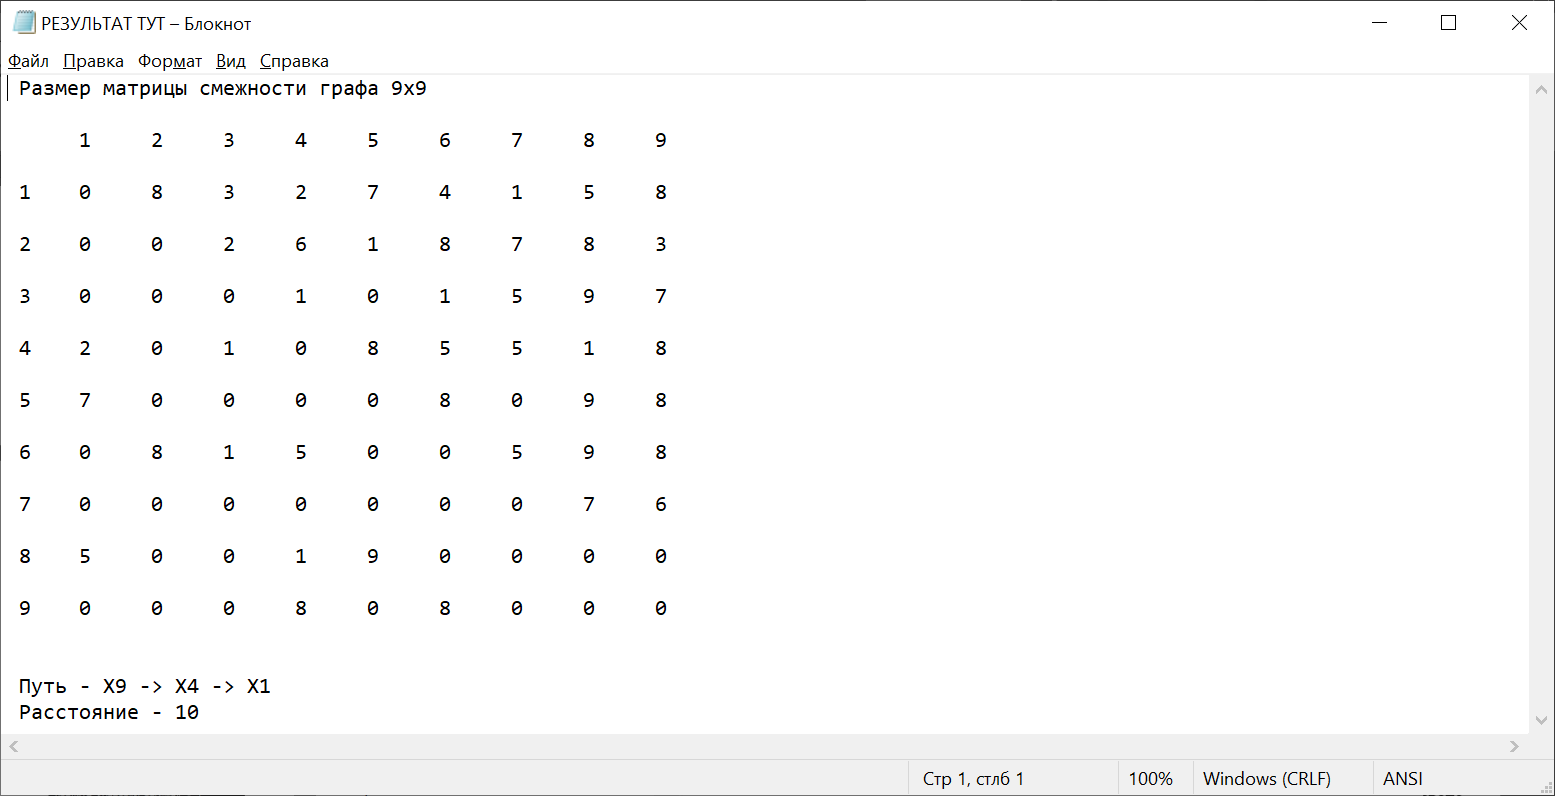 РЕЗУЛЬТАТ ТУТ – Блокнот
Файл Правка Формат Вид Справка
Размер матрицы смежности графа 9x9
1 2 3 4 5 6 7 8 9
1 0 8 3 2 7 4 1 5 8
2 0 0 2 6 1 8 7 8 3
3 0 0 0 1 0 1 5 9 7
4 2 0 1 0 8 5 5 1 8
5 7 0 0 0 0 8 0 9 8
6 0 8 1 5 0 0 5 9 8
7 0 0 0 0 0 0 0 7 6
8 5 0 0 1 9 0 0 0 0
9 0 0 0 8 0 8 0 0 0
Путь - X9 -> X4 -> X1
Расстояние - 10
Стр 1, стлб 1 100% Windows (CRLF) ANSI